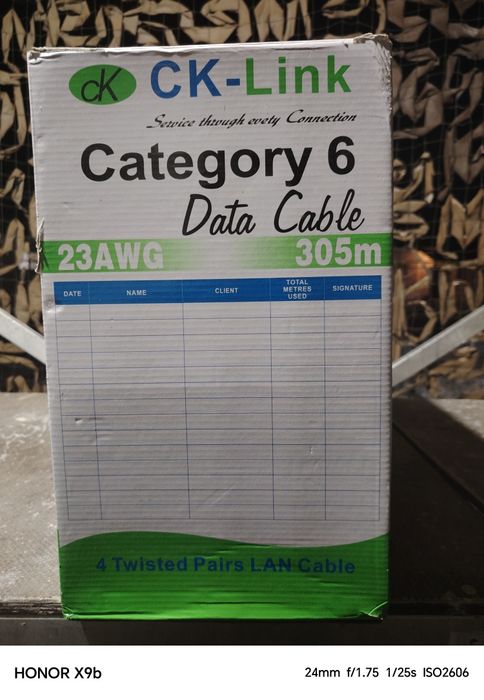 CK CK-Link
Service through evety Connection
Category 6
Data Cable
23AWG 305m
DATE NAME CLIENT TOTAL METRES USED SIGNATURE
4 Twisted Pairs LAN Cable
HONOR X9b 24mm f/1.75 1/25s ISO2606